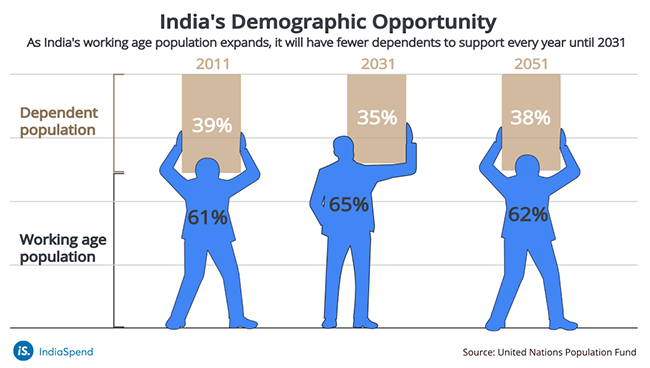 India's Demographic Opportunity
As India's working age population expands, it will have fewer dependents to support every year until 2031
2011
2031
2051
Dependent
population
39%
35%
38%
61%
65%
62%
Working age
population
iS.
IndiaSpend
Source: United Nations Population Fund